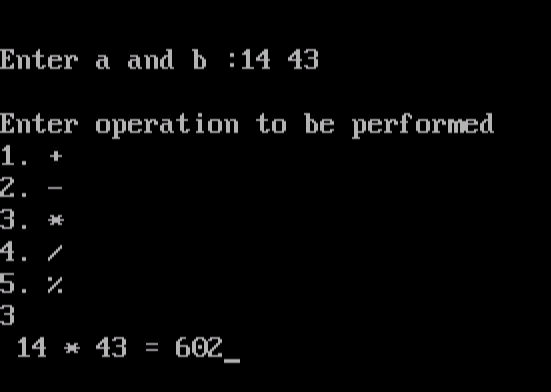 Enter a and b :14 43
Enter operation to be performed
1. +
2. -
3. *
4. /
5. %
3
14 * 43 = 602_